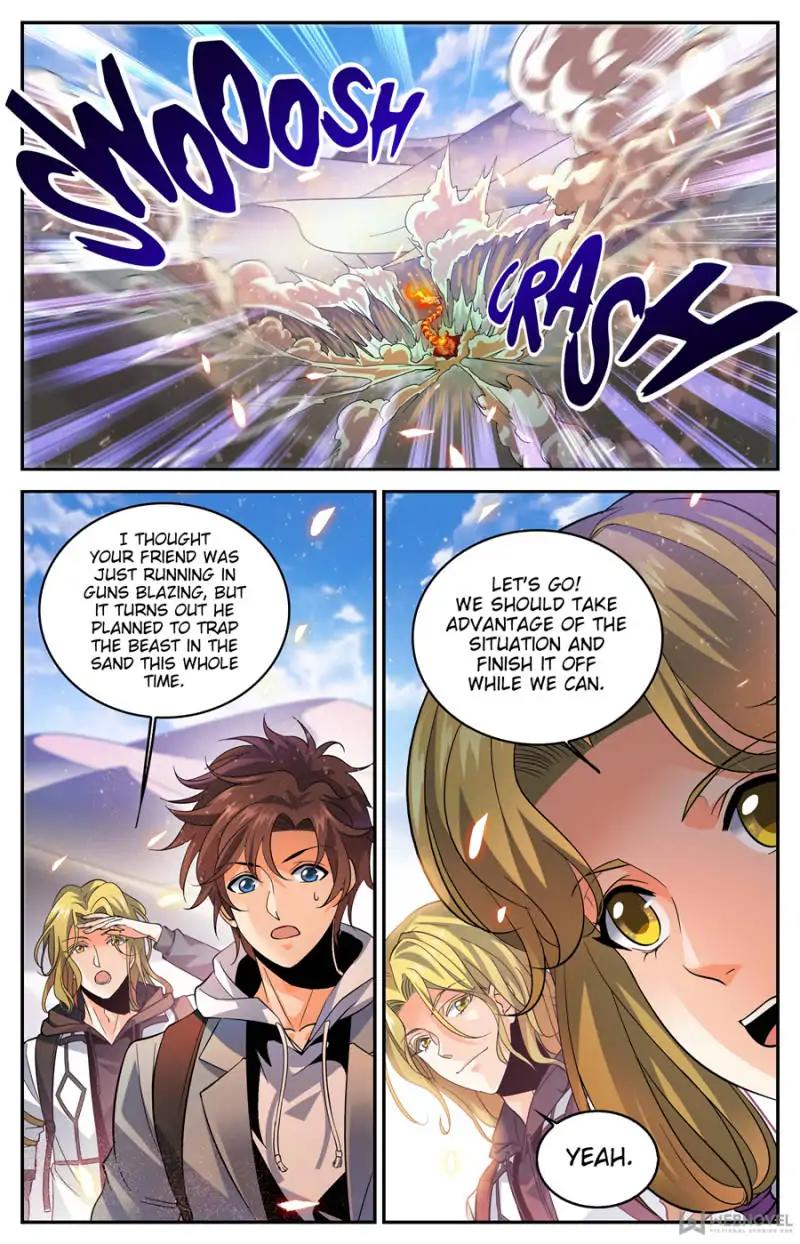 SWOOOSH
CRASH
I THOUGHT
YOUR FRIEND WAS
JUST RUNNING IN
GUNS BLAZING, BUT
IT TURNS OUT HE
PLANNED TO TRAP
THE BEAST IN THE
SAND THIS WHOLE
TIME.
LET'S GO!
WE SHOULD TAKE
ADVANTAGE OF THE
SITUATION AND
FINISH IT OFF
WHILE WE CAN.
YEAH.
WEBNOVEL